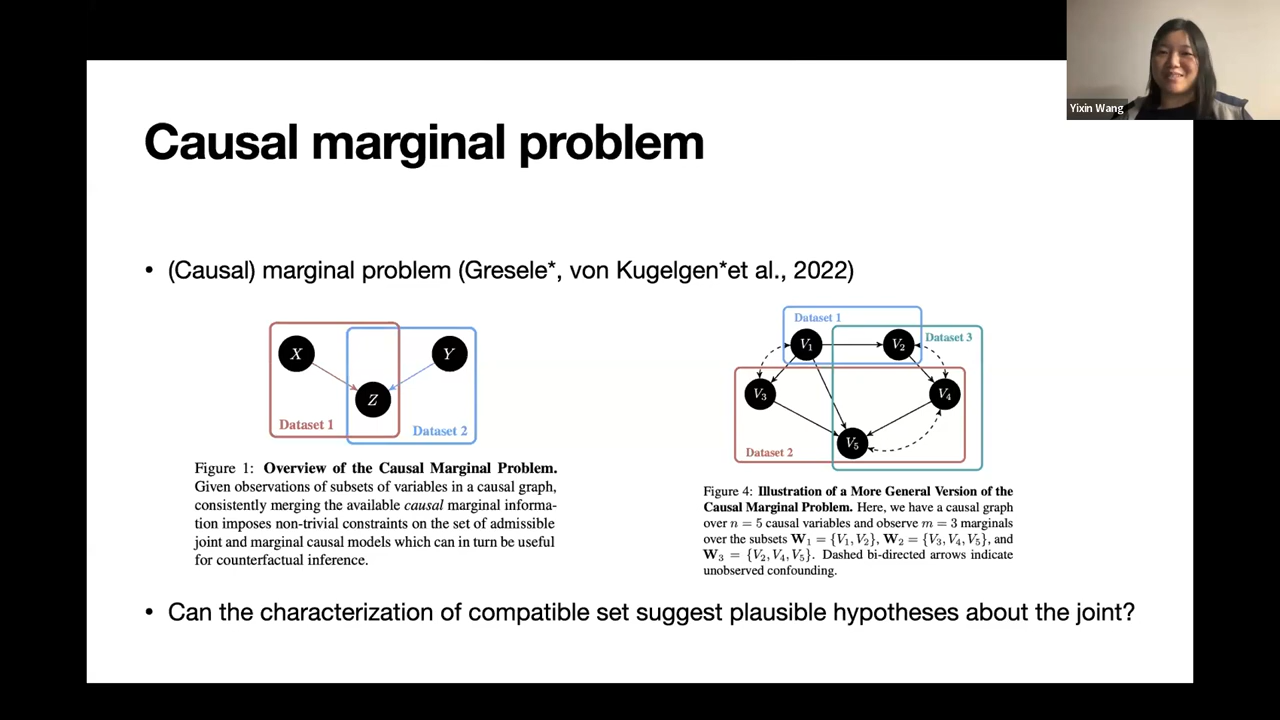 Yixin Wang
Causal marginal problem
• (Causal) marginal problem (Gresele*, von Kugelgen*et al., 2022)
X
Y
Z
Dataset 1
Dataset 2
Figure 1: Overview of the Causal Marginal Problem.
Given observations of subsets of variables in a causal graph,
consistently merging the available causal marginal informa-
tion imposes non-trivial constraints on the set of admissible
joint and marginal causal models which can in turn be useful
for counterfactual inference.
Dataset 1
V1
V2
Dataset 3
V3
V4
V5
Dataset 2
Figure 4: Illustration of a More General Version of the
Causal Marginal Problem. Here, we have a causal graph
over n = 5 causal variables and observe m = 3 marginals
over the subsets W1 = {V1, V2}, W2 = {V3, V4, V5}, and
W3 = {V2, V4, V5}. Dashed bi-directed arrows indicate
unobserved confounding.
• Can the characterization of compatible set suggest plausible hypotheses about the joint?